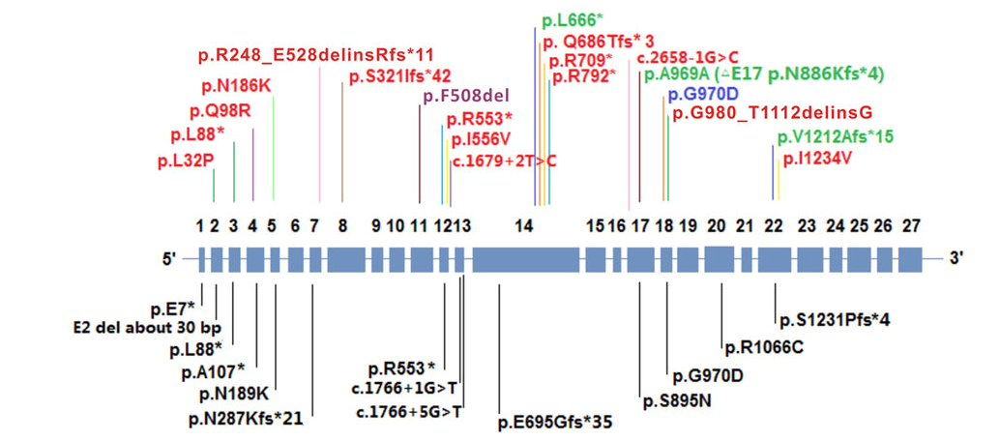 p.L666*
p. Q686Tfs* 3
p.R248_E528delinsRfs*11
p.R709*
c.2658-1G>C
p.S321Ifs*42
p.R792*
p.A969A (△E17 p.N886Kfs*4)
p.N186K
p.F508del
p.G970D
p.Q98R
p.R553*
p.G980_T1112delinsG
p.L88*
p.I556V
p.V1212Afs*15
p.L32P
c.1679+2T>C
p.I1234V
1 2 3 4 5 6 7 8 9 10 11 12 13 14 15 16 17 18 19 20 21 22 23 24 25 26 27
5' 3'
p.E7*
E2 del about 30 bp
p.S1231Pfs*4
p.L88*
p.R1066C
p.A107*
p.R553*
p.G970D
p.N189K
c.1766+1G>T
p.S895N
p.N287Kfs*21
c.1766+5G>T
p.E695Gfs*35